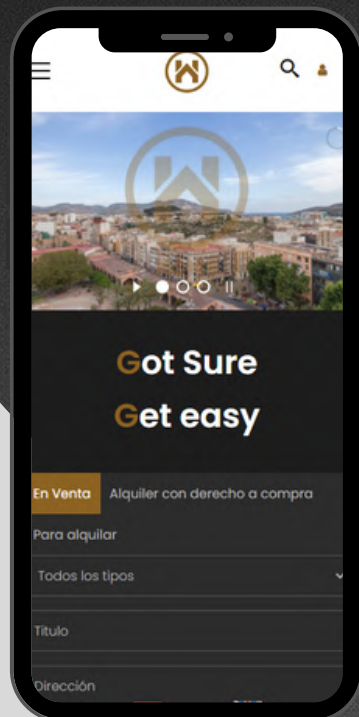 Got Sure
Get easy
En Venta Alquiler con derecho a compra
Para alquilar
Todos los tipos
Titulo
Dirección